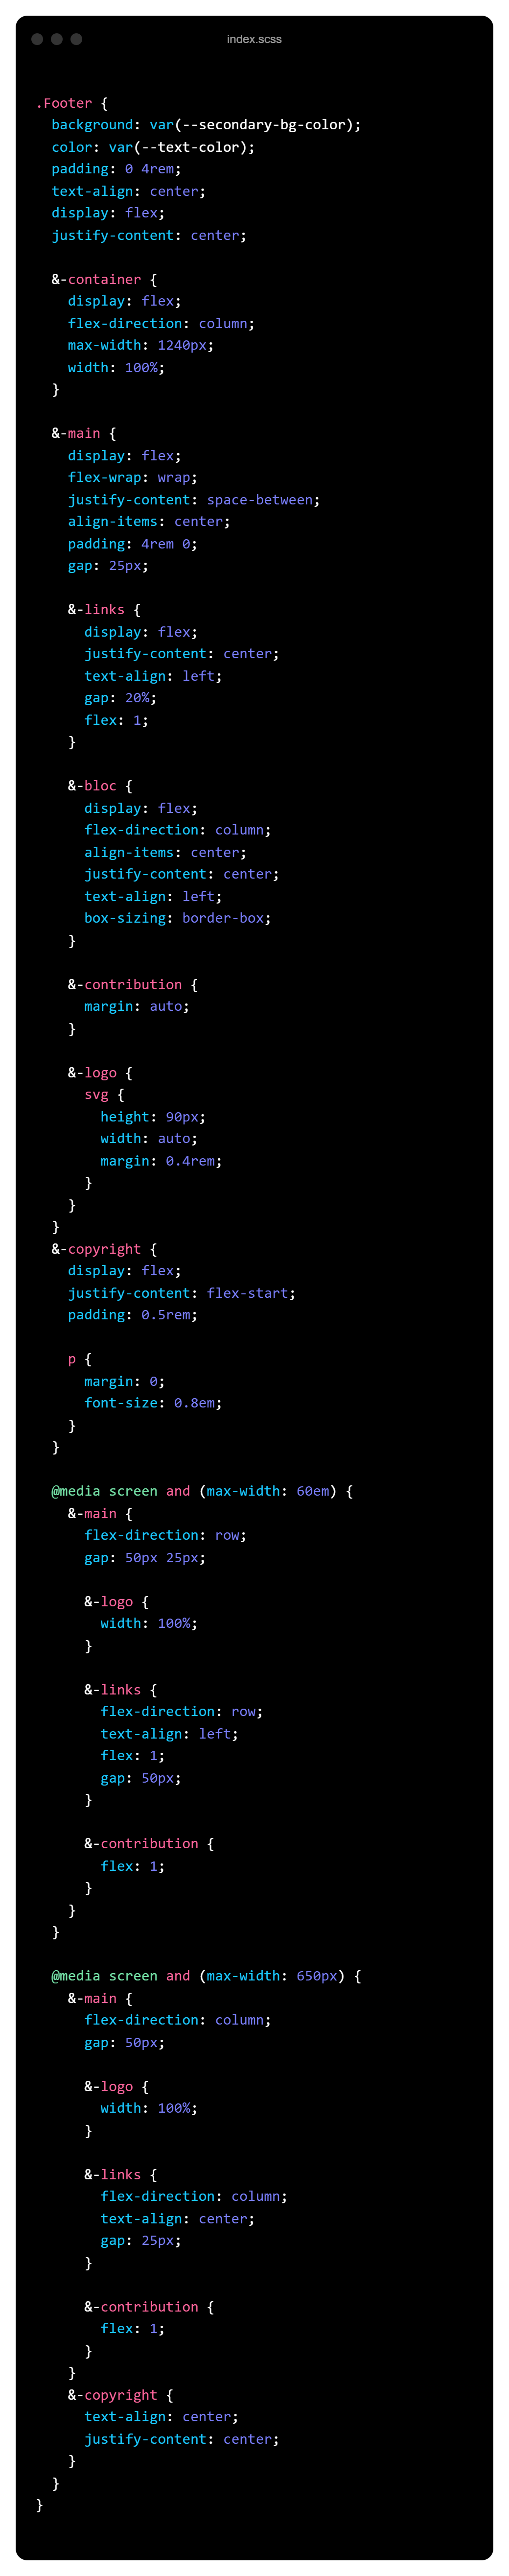 index.scss
.Footer {
  background: var(--secondary-bg-color);
  color: var(--text-color);
  padding: 0 4rem;
  text-align: center;
  display: flex;
  justify-content: center;

  &-container {
    display: flex;
    flex-direction: column;
    max-width: 1240px;
    width: 100%;
  }

  &-main {
    display: flex;
    flex-wrap: wrap;
    justify-content: space-between;
    align-items: center;
    padding: 4rem 0;
    gap: 25px;

    &-links {
      display: flex;
      justify-content: center;
      text-align: left;
      gap: 20%;
      flex: 1;
    }

    &-bloc {
      display: flex;
      flex-direction: column;
      align-items: center;
      justify-content: center;
      text-align: left;
      box-sizing: border-box;
    }

    &-contribution {
      margin: auto;
    }

    &-logo {
      svg {
        height: 90px;
        width: auto;
        margin: 0.4rem;
      }
    }
  }
  &-copyright {
    display: flex;
    justify-content: flex-start;
    padding: 0.5rem;

    p {
      margin: 0;
      font-size: 0.8em;
    }
  }

  @media screen and (max-width: 60em) {
    &-main {
      flex-direction: row;
      gap: 50px 25px;

      &-logo {
        width: 100%;
      }

      &-links {
        flex-direction: row;
        text-align: left;
        flex: 1;
        gap: 50px;
      }

      &-contribution {
        flex: 1;
      }
    }
  }

  @media screen and (max-width: 650px) {
    &-main {
      flex-direction: column;
      gap: 50px;

      &-logo {
        width: 100%;
      }

      &-links {
        flex-direction: column;
        text-align: center;
        gap: 25px;
      }

      &-contribution {
        flex: 1;
      }
    }
    &-copyright {
      text-align: center;
      justify-content: center;
    }
  }
}